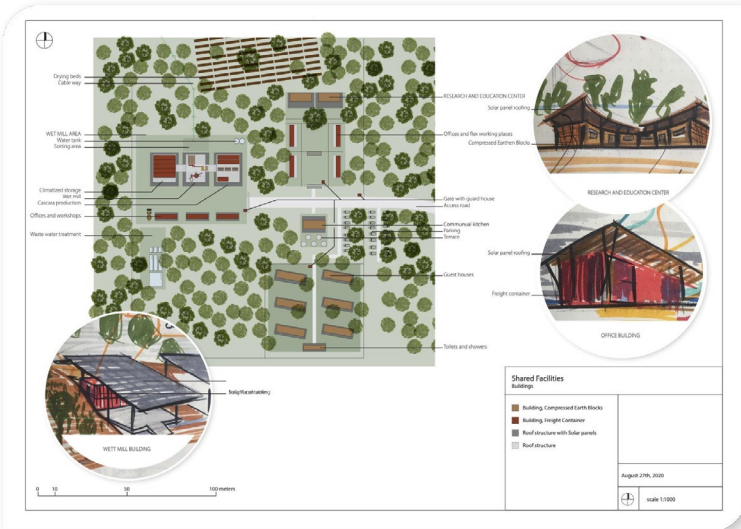 Drying beds
Cable way
WET MILL AREA
Water tank
Sorting area
Climatized storage
Wet mill
Cascara production
Offices and workshops
Waste water treatment
RESEARCH AND EDUCATION CENTER
Offices and flex working places
Gate with guard house
Access road
Communual kitchen
Parking
Terrace
Guest houses
Toilets and showers
Solar panel roofing
Compressed Earthen Blocks
RESEARCH AND EDUCATION CENTER
Solar panel roofing
Freight container
OFFICE BUILDING
WETT MILL BUILDING
0 10 50 100 meters
Shared Facilities
Buildings
Building, Compressed Earth Blocks
Building, Freight Container
Roof structure with Solar panels
Roof structure
August 27th, 2020
scale 1:1000